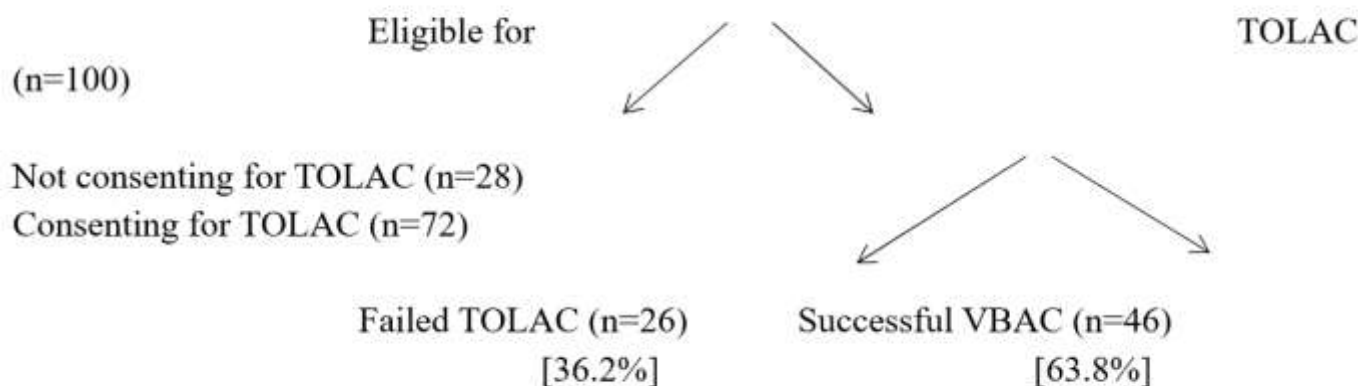 Eligible for TOLAC
(n=100)
Not consenting for TOLAC (n=28)
Consenting for TOLAC (n=72)
Failed TOLAC (n=26) Successful VBAC (n=46)
[36.2%] [63.8%]